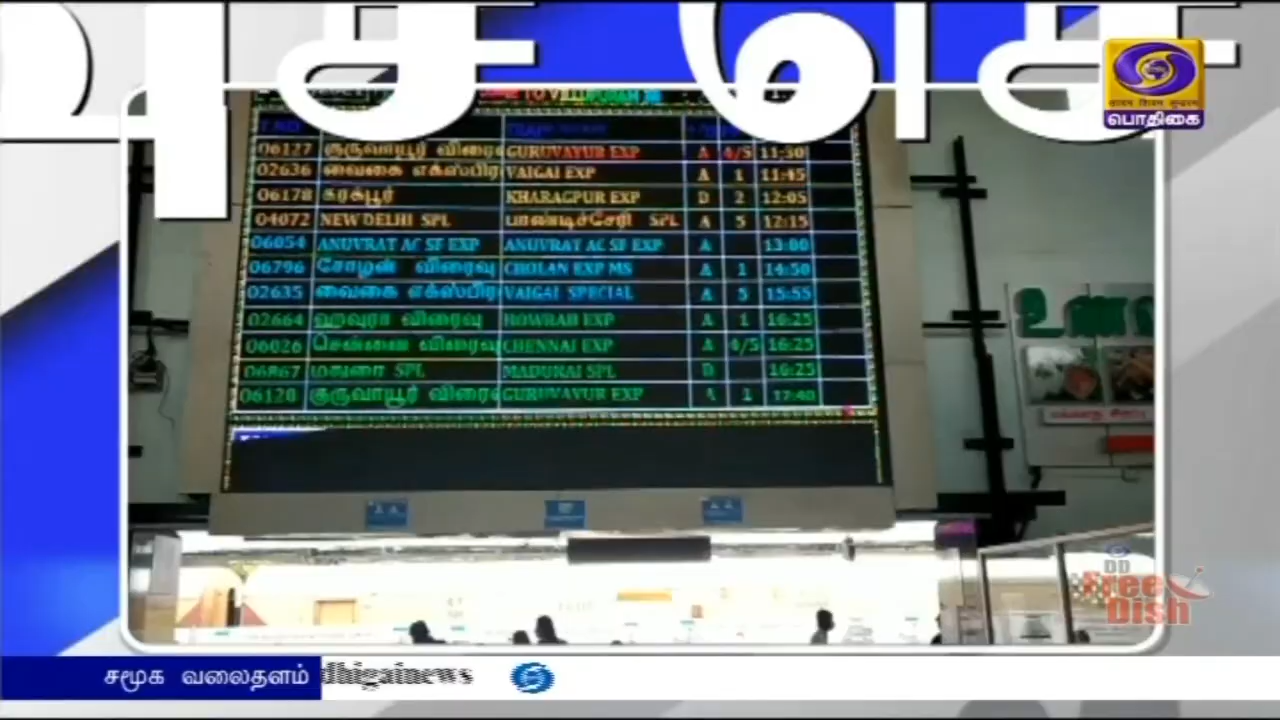 பொதிகை
TO VILLUPURAM
06127 குருவாயூர் விரைவு GURUVAYUR EXP A 4/5 11:30
02636 வைகை எக்ஸ்பிர VAIGAI EXP A 1 11:45
06178 கரக்பூர் KHARAGPUR EXP D 2 12:05
04072 NEW DELHI SPL பாண்டிச்சேரி SPL A 5 12:15
06054 ANUVRAT AC SF EXP ANUVRAT AC SF EXP A 13:00
06796 சோழன் விரைவு CHOLAN EXP MS A 1 14:50
02635 வைகை எக்ஸ்பிர VAIGAI SPECIAL A 5 15:55
02664 ஹவுரா விரைவு HOWRAH EXP A 1 16:25
06026 சென்னை விரைவு CHENNAI EXP A 4/5 16:25
06867 மதுரை SPL MADURAI SPL D 16:25
06128 குருவாயூர் விரை GURUVAYUR EXP A 1 17:40
DD
Free
Dish
சமூக வலைதளம் dhigainews